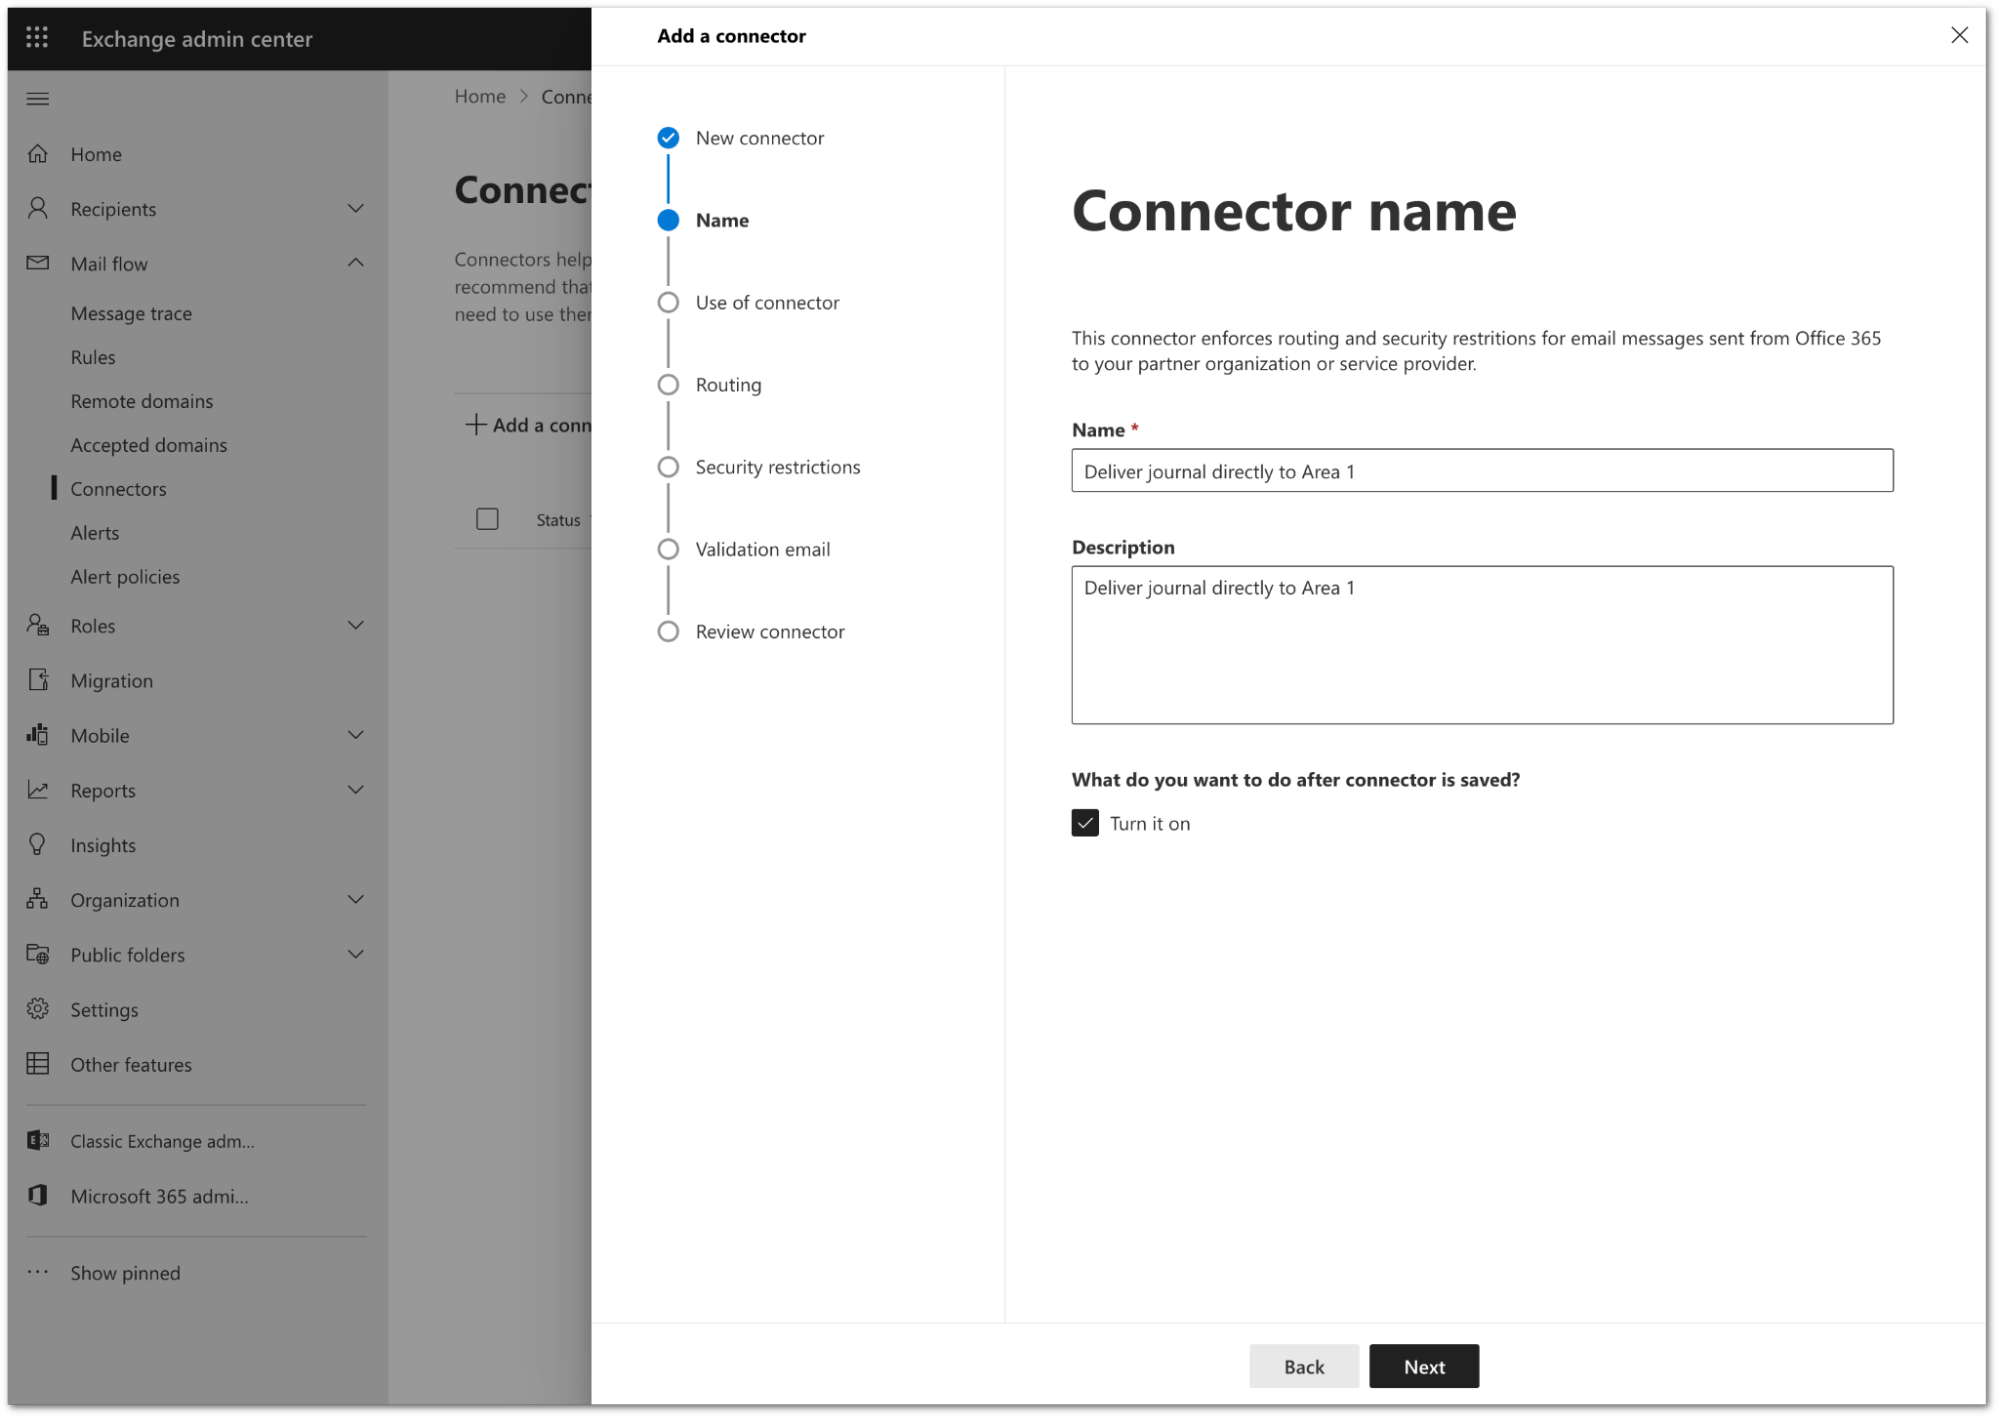 Exchange admin center
Home
Recipients
Mail flow
Message trace
Rules
Remote domains
Accepted domains
Connectors
Alerts
Alert policies
Roles
Migration
Mobile
Reports
Insights
Organization
Public folders
Settings
Other features
Classic Exchange adm...
Microsoft 365 admi...
Show pinned
Home > Conne
Connect
Connectors help
recommend that
need to use ther
Add a conn
Status
Add a connector
New connector
Name
Use of connector
Routing
Security restrictions
Validation email
Review connector
Connector name
This connector enforces routing and security restritions for email messages sent from Office 365
to your partner organization or service provider.
Name *
Deliver journal directly to Area 1
Description
Deliver journal directly to Area 1
What do you want to do after connector is saved?
Turn it on
Back
Next